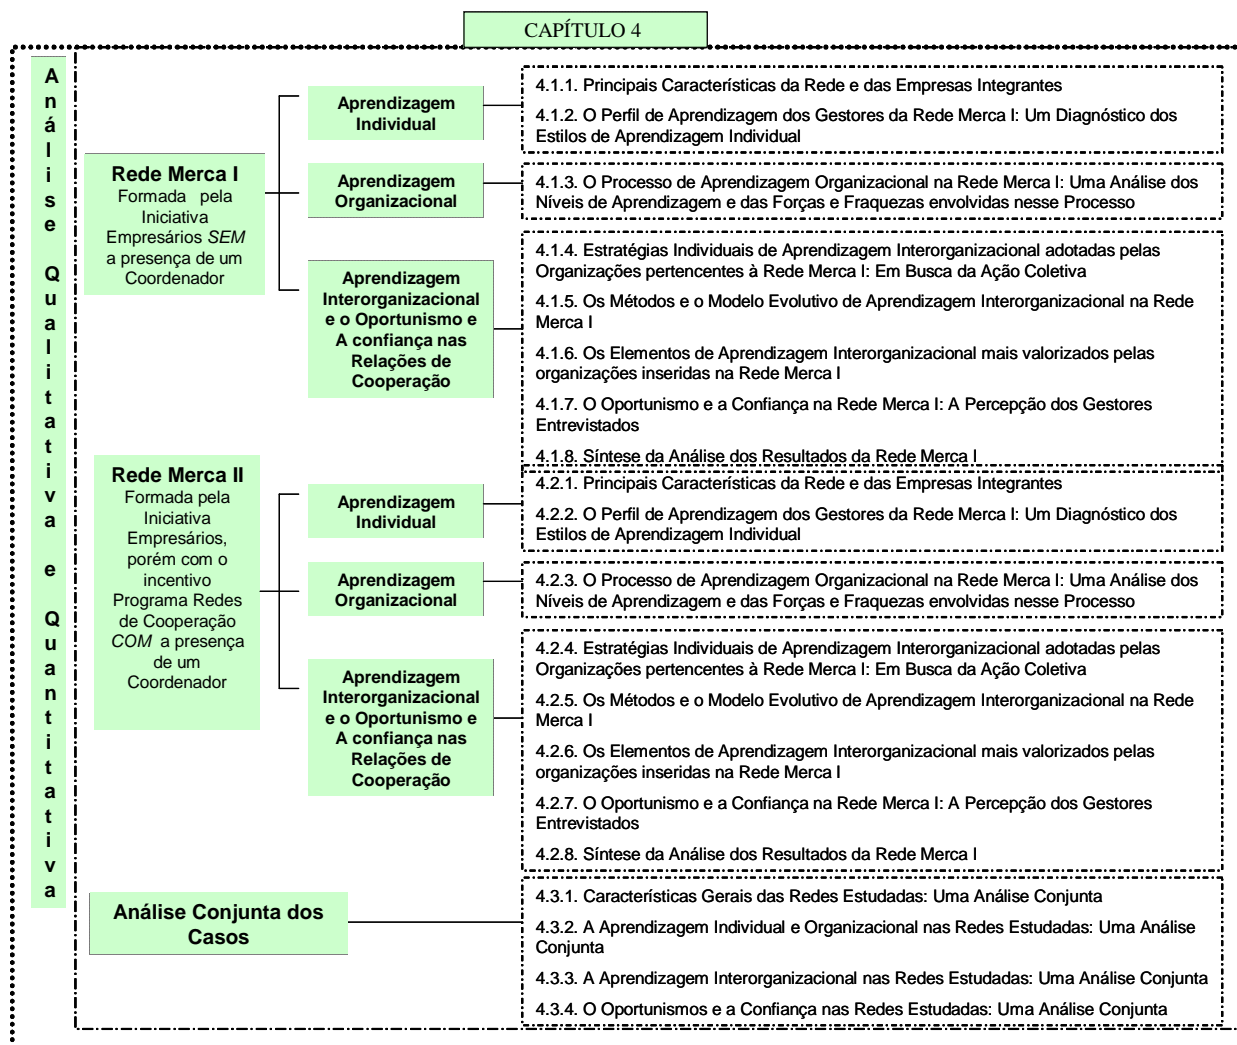 CAPÍTULO 4
Análise Qualitativa e Quantitativa
Rede Merca I
Formada pela
Iniciativa
Empresários SEM
a presença de um
Coordenador
Aprendizagem
Individual
4.1.1. Principais Características da Rede e das Empresas Integrantes
4.1.2. O Perfil de Aprendizagem dos Gestores da Rede Merca I: Um Diagnóstico dos
Estilos de Aprendizagem Individual
Aprendizagem
Organizacional
4.1.3. O Processo de Aprendizagem Organizacional na Rede Merca I: Uma Análise dos
Níveis de Aprendizagem e das Forças e Fraquezas envolvidas nesse Processo
Aprendizagem
Interorganizacional
e o Oportunismo e
A confiança nas
Relações de
Cooperação
4.1.4. Estratégias Individuais de Aprendizagem Interorganizacional adotadas pelas
Organizações pertencentes à Rede Merca I: Em Busca da Ação Coletiva
4.1.5. Os Métodos e o Modelo Evolutivo de Aprendizagem Interorganizacional na Rede
Merca I
4.1.6. Os Elementos de Aprendizagem Interorganizacional mais valorizados pelas
organizações inseridas na Rede Merca I
4.1.7. O Oportunismo e a Confiança na Rede Merca I: A Percepção dos Gestores
Entrevistados
4.1.8. Síntese da Análise dos Resultados da Rede Merca I
Rede Merca II
Formada pela
Iniciativa
Empresários,
porém com o
incentivo
Programa Redes
de Cooperação
COM a presença
de um
Coordenador
Aprendizagem
Individual
4.2.1. Principais Características da Rede e das Empresas Integrantes
4.2.2. O Perfil de Aprendizagem dos Gestores da Rede Merca I: Um Diagnóstico dos
Estilos de Aprendizagem Individual
Aprendizagem
Organizacional
4.2.3. O Processo de Aprendizagem Organizacional na Rede Merca I: Uma Análise dos
Níveis de Aprendizagem e das Forças e Fraquezas envolvidas nesse Processo
Aprendizagem
Interorganizacional
e o Oportunismo e
A confiança nas
Relações de
Cooperação
4.2.4. Estratégias Individuais de Aprendizagem Interorganizacional adotadas pelas
Organizações pertencentes à Rede Merca I: Em Busca da Ação Coletiva
4.2.5. Os Métodos e o Modelo Evolutivo de Aprendizagem Interorganizacional na Rede
Merca I
4.2.6. Os Elementos de Aprendizagem Interorganizacional mais valorizados pelas
organizações inseridas na Rede Merca I
4.2.7. O Oportunismo e a Confiança na Rede Merca I: A Percepção dos Gestores
Entrevistados
4.2.8. Síntese da Análise dos Resultados da Rede Merca I
Análise Conjunta dos
Casos
4.3.1. Características Gerais das Redes Estudadas: Uma Análise Conjunta
4.3.2. A Aprendizagem Individual e Organizacional nas Redes Estudadas: Uma Análise
Conjunta
4.3.3. A Aprendizagem Interorganizacional nas Redes Estudadas: Uma Análise Conjunta
4.3.4. O Oportunismos e a Confiança nas Redes Estudadas: Uma Análise Conjunta